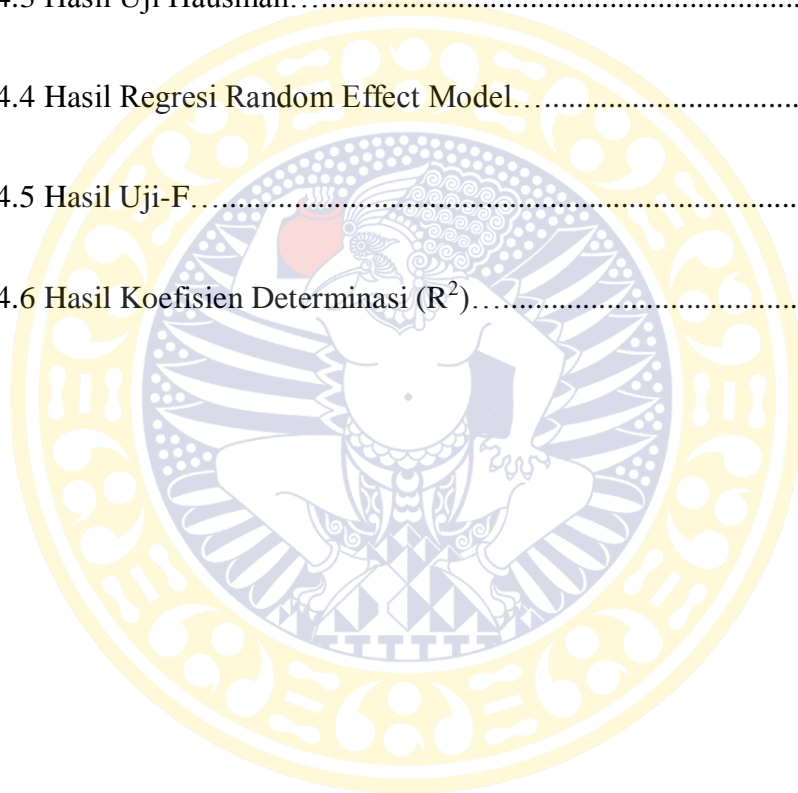 4.3 Hasil Uji Hausman…...............................................................................
4.4 Hasil Regresi Random Effect Model…..........................................
4.5 Hasil Uji-F….............................................................................................
4.6 Hasil Koefisien Determinasi (R²)….................................................